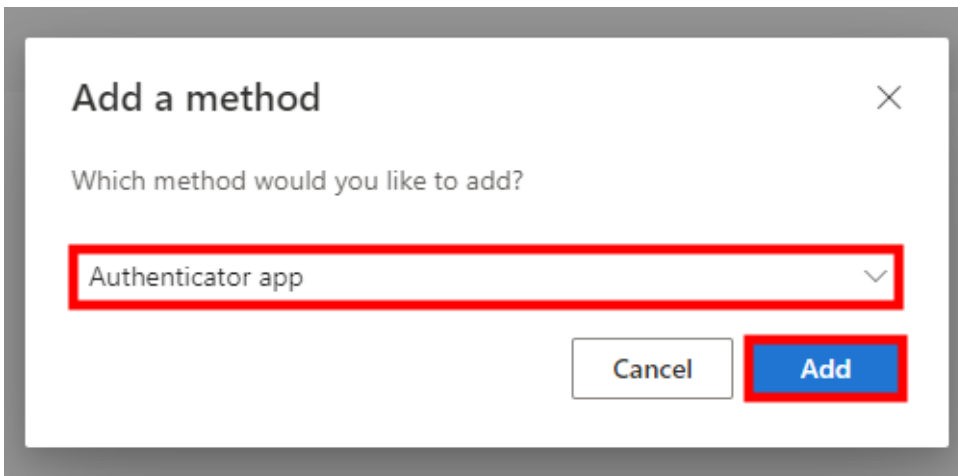 Add a method
Which method would you like to add?
Authenticator app
Cancel
Add